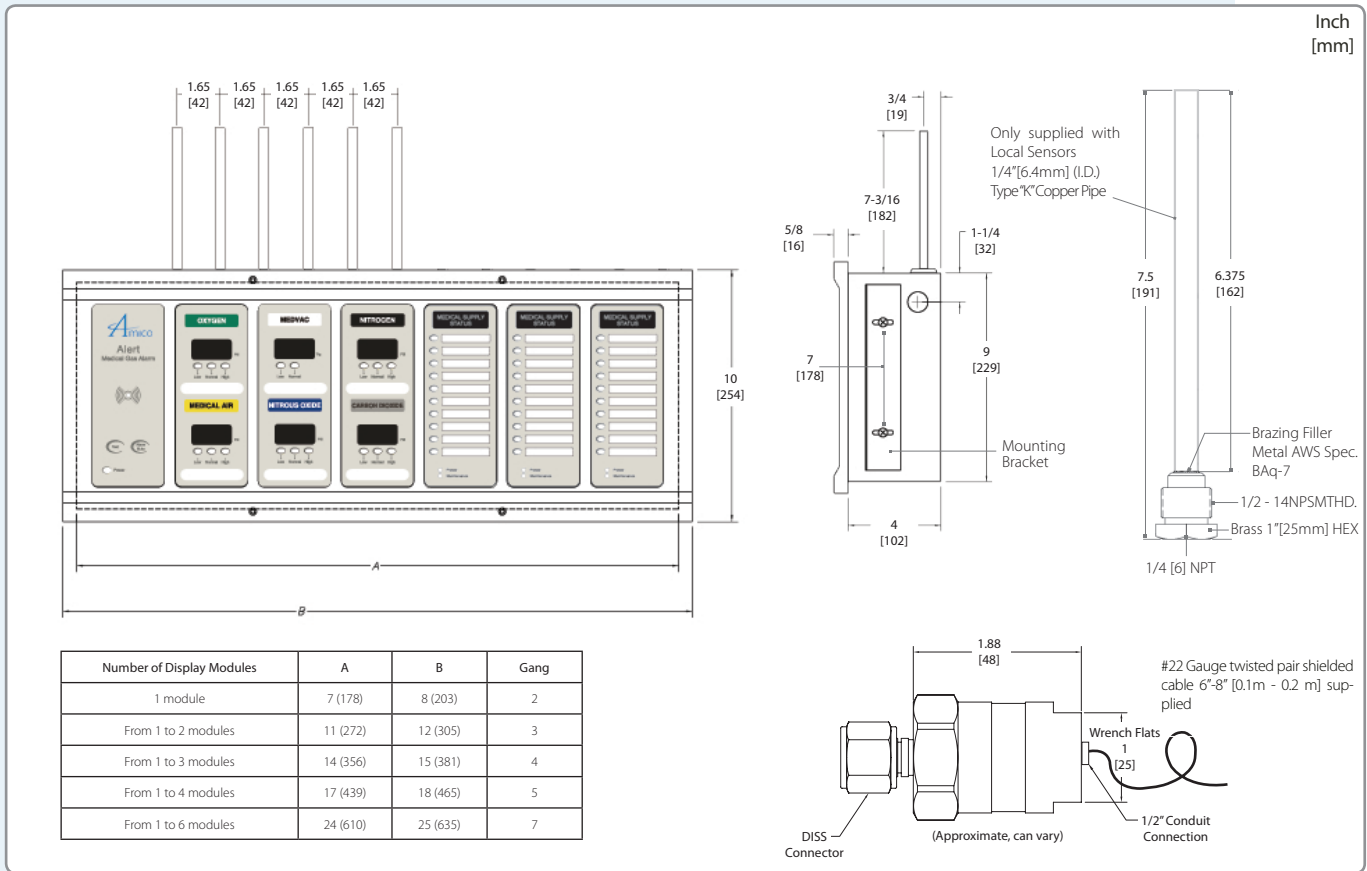 Inch
[mm]
1.65 1.65 1.65 1.65 1.65
[42] [42] [42] [42] [42]
Amico
Alert
Medical Gas Alarm
Power
OXYGEN
Low Normal High
MEDICAL AIR
Low Normal High
MEDVAC
Low Normal
NITROUS OXIDE
Low Normal High
NITROGEN
Low Normal High
CARBON DIOXIDE
Low Normal High
MEDICAL SUPPLY
STATUS
Power
Maintenance
MEDICAL SUPPLY
STATUS
Power
Maintenance
MEDICAL SUPPLY
STATUS
Power
Maintenance
10
[254]
A
B
3/4
[19]
7-3/16
[182]
5/8
[16]
1-1/4
[32]
7
[178]
9
[229]
Mounting
Bracket
4
[102]
Only supplied with
Local Sensors
1/4"[6.4mm] (I.D.)
Type"K"Copper Pipe
7.5
[191]
6.375
[162]
Brazing Filler
Metal AWS Spec.
BAq-7
1/2 - 14NPSMTHD.
Brass 1"[25mm] HEX
1/4 [6] NPT
Number of Display Modules A B Gang
1 module 7 (178) 8 (203) 2
From 1 to 2 modules 11 (272) 12 (305) 3
From 1 to 3 modules 14 (356) 15 (381) 4
From 1 to 4 modules 17 (439) 18 (465) 5
From 1 to 6 modules 24 (610) 25 (635) 7
1.88
[48]
#22 Gauge twisted pair shielded
cable 6"-8" [0.1m - 0.2 m] sup-
plied
Wrench Flats
1
[25]
DISS
Connector
(Approximate, can vary)
1/2" Conduit
Connection